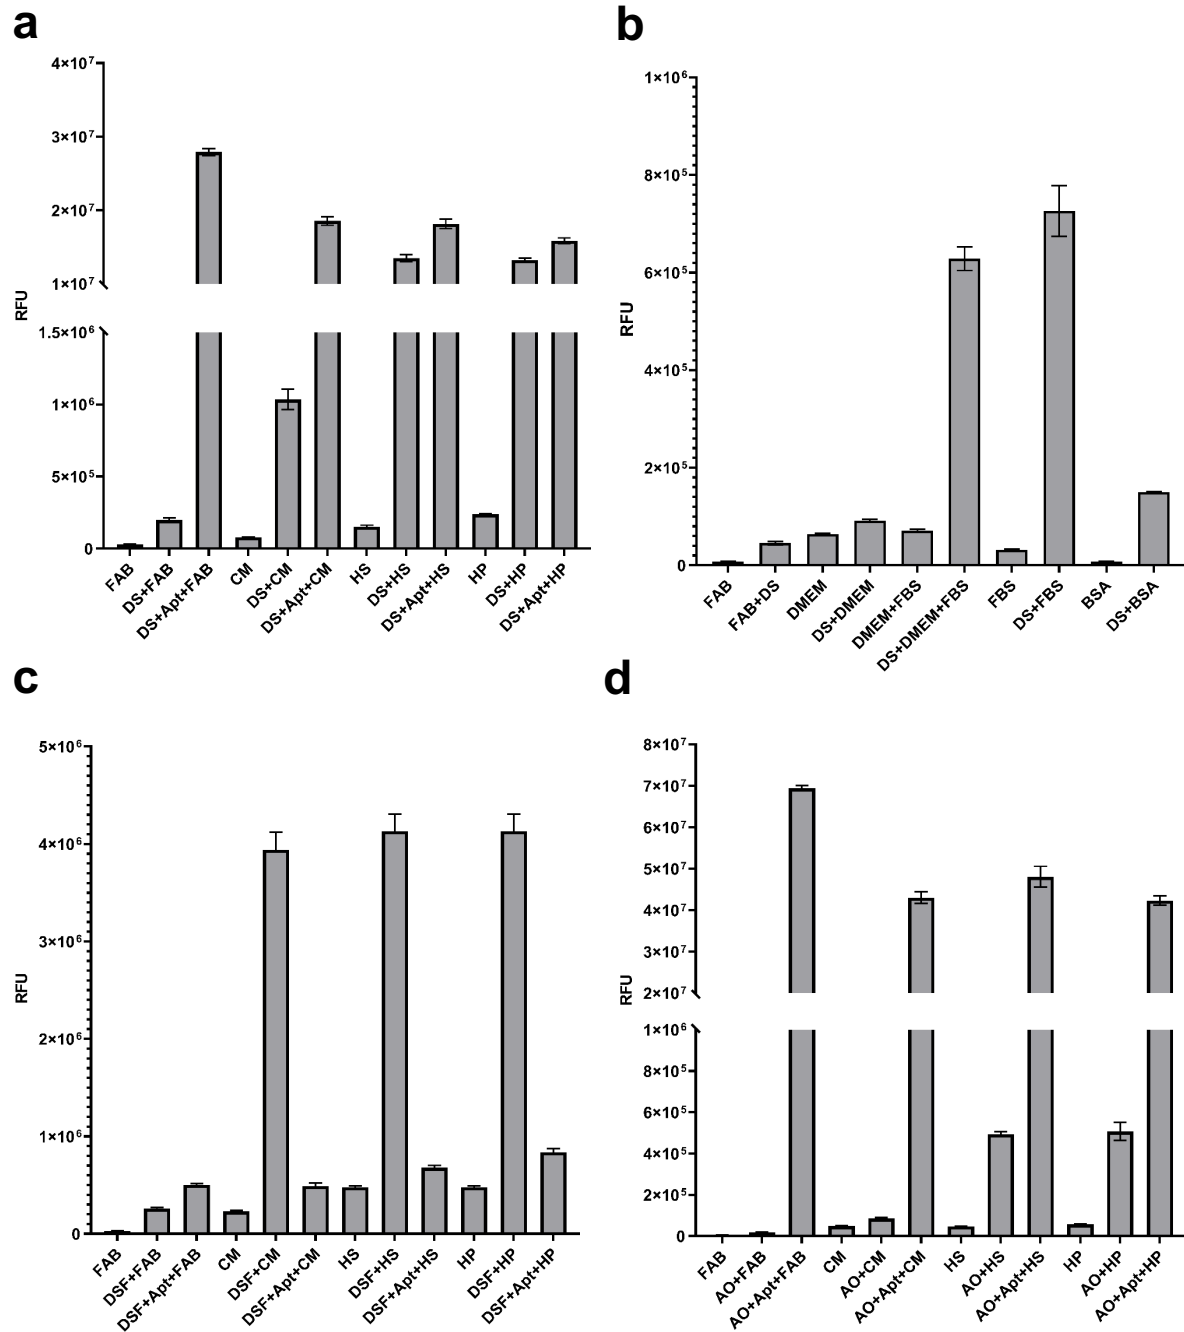 a
4×10⁷
3×10⁷
2×10⁷
1×10⁷
1.5×10⁶
1×10⁶
5×10⁵
0
RFU
FAB
DS+FAB
DS+Apt+FAB
CM
DS+CM
DS+Apt+CM
HS
DS+HS
DS+Apt+HS
HP
DS+HP
DS+Apt+HP
b
1×10⁶
8×10⁵
6×10⁵
4×10⁵
2×10⁵
0
RFU
FAB
FAB+DS
DMEM
DS+DMEM
DMEM+FBS
DS+DMEM+FBS
FBS
DS+FBS
BSA
DS+BSA
c
5×10⁶
4×10⁶
3×10⁶
2×10⁶
1×10⁶
0
RFU
FAB
DSF+FAB
DSF+Apt+FAB
CM
DSF+CM
DSF+Apt+CM
HS
DSF+HS
DSF+Apt+HS
HP
DSF+HP
DSF+Apt+HP
d
8×10⁷
7×10⁷
6×10⁷
5×10⁷
4×10⁷
3×10⁷
2×10⁷
1×10⁶
8×10⁵
6×10⁵
4×10⁵
2×10⁵
0
RFU
FAB
AO+FAB
AO+Apt+FAB
CM
AO+CM
AO+Apt+CM
HS
AO+HS
AO+Apt+HS
HP
AO+HP
AO+Apt+HP